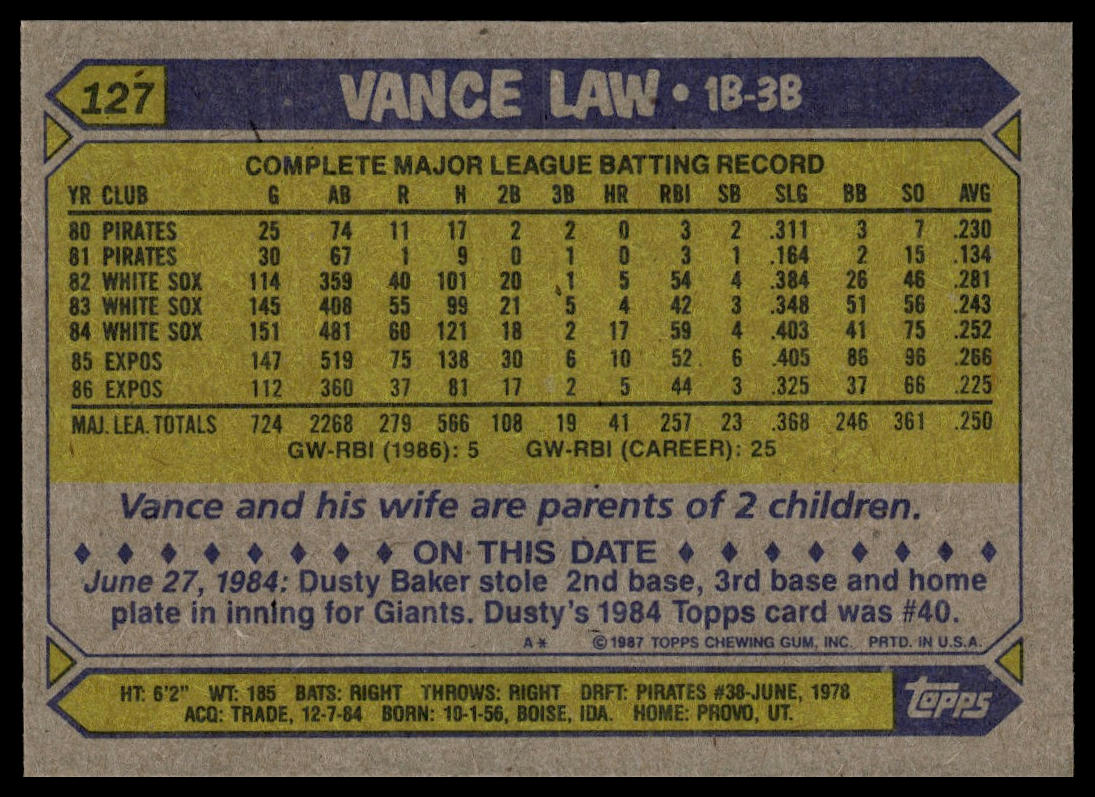 127 VANCE LAW • 1B-3B
COMPLETE MAJOR LEAGUE BATTING RECORD
YR CLUB G AB R H 2B 3B HR RBI SB SLG BB SO AVG
80 PIRATES 25 74 11 17 2 2 0 3 2 .311 3 7 .230
81 PIRATES 30 67 1 9 0 1 0 3 1 .164 2 15 .134
82 WHITE SOX 114 359 40 101 20 1 5 54 4 .384 26 46 .281
83 WHITE SOX 145 408 55 99 21 5 4 42 3 .348 51 56 .243
84 WHITE SOX 151 481 60 121 18 2 17 59 4 .403 41 75 .252
85 EXPOS 147 519 75 138 30 6 10 52 6 .405 86 96 .266
86 EXPOS 112 360 37 81 17 2 5 44 3 .325 37 66 .225
MAJ. LEA. TOTALS 724 2268 279 566 108 19 41 257 23 .368 246 361 .250
GW-RBI (1986): 5 GW-RBI (CAREER): 25
Vance and his wife are parents of 2 children.
ON THIS DATE
June 27, 1984: Dusty Baker stole 2nd base, 3rd base and home
plate in inning for Giants. Dusty's 1984 Topps card was #40.
A* ©1987 TOPPS CHEWING GUM, INC. PRTD. IN U.S.A.
HT: 6'2" WT: 185 BATS: RIGHT THROWS: RIGHT DRFT: PIRATES #38-JUNE, 1978
ACQ: TRADE, 12-7-84 BORN: 10-1-56, BOISE, IDA. HOME: PROVO, UT.
topps